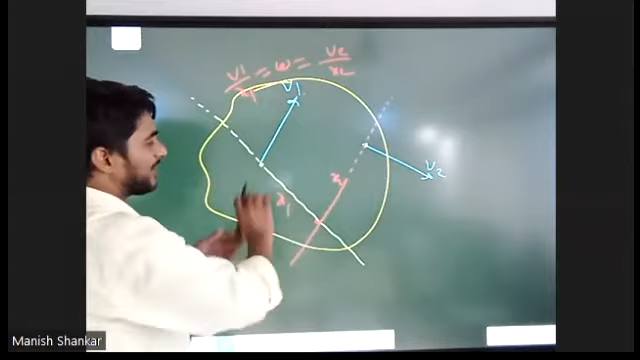 V1/x1 = ω = V2/x2
V1
V2
x2
x1
Manish Shankar